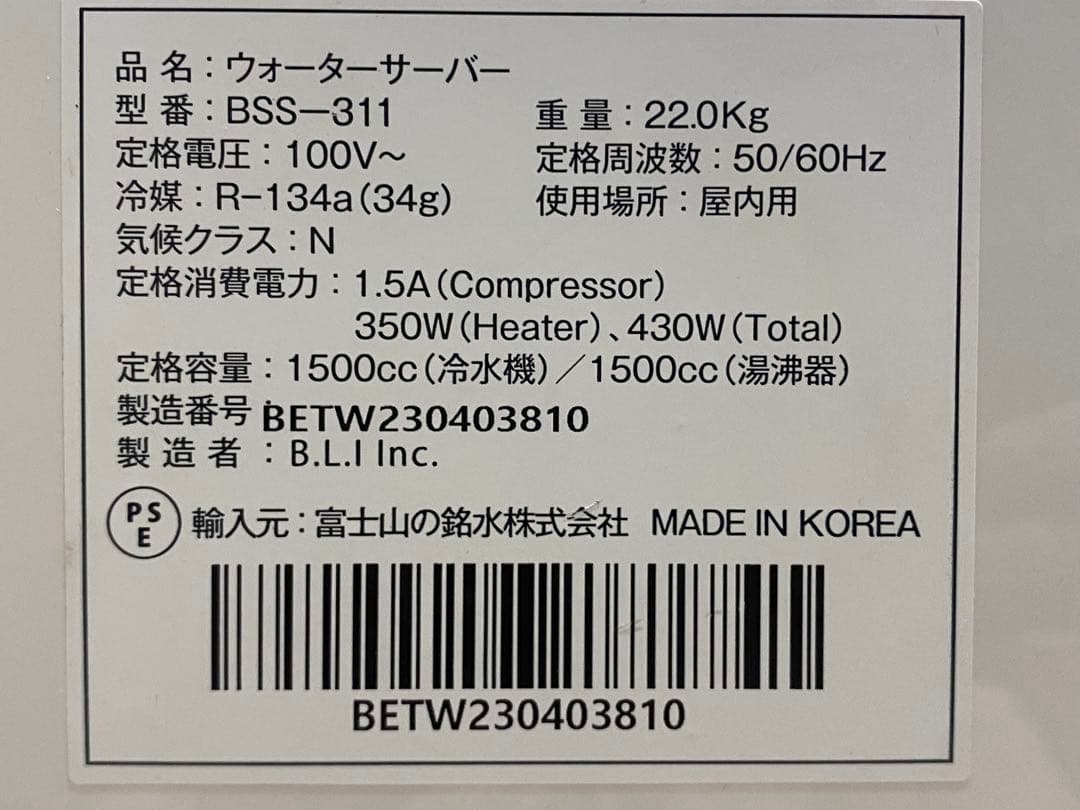 品 名：ウォーターサーバー
型 番：BSS-311 重 量：22.0Kg
定格電圧：100V～ 定格周波数：50/60Hz
冷媒：R-134a(34g) 使用場所：屋内用
気候クラス：N
定格消費電力：1.5A(Compressor)
350W(Heater)、430W(Total)
定格容量：1500cc(冷水機)／1500cc(湯沸器)
製造番号：BETW230403810
製 造 者 ：B.L.I Inc.
PSE 輸入元：富士山の銘水株式会社 MADE IN KOREA
BETW230403810